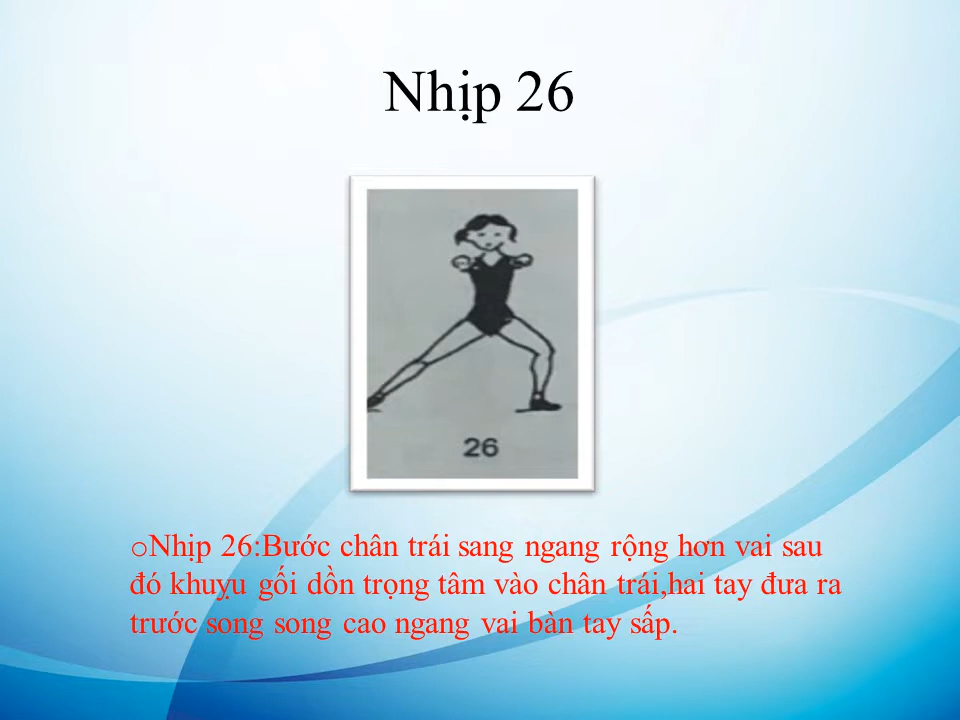 Nhịp 26
26
oNhịp 26:Bước chân trái sang ngang rộng hơn vai sau
đó khuỵu gối dồn trọng tâm vào chân trái,hai tay đưa ra
trước song song cao ngang vai bàn tay sấp.